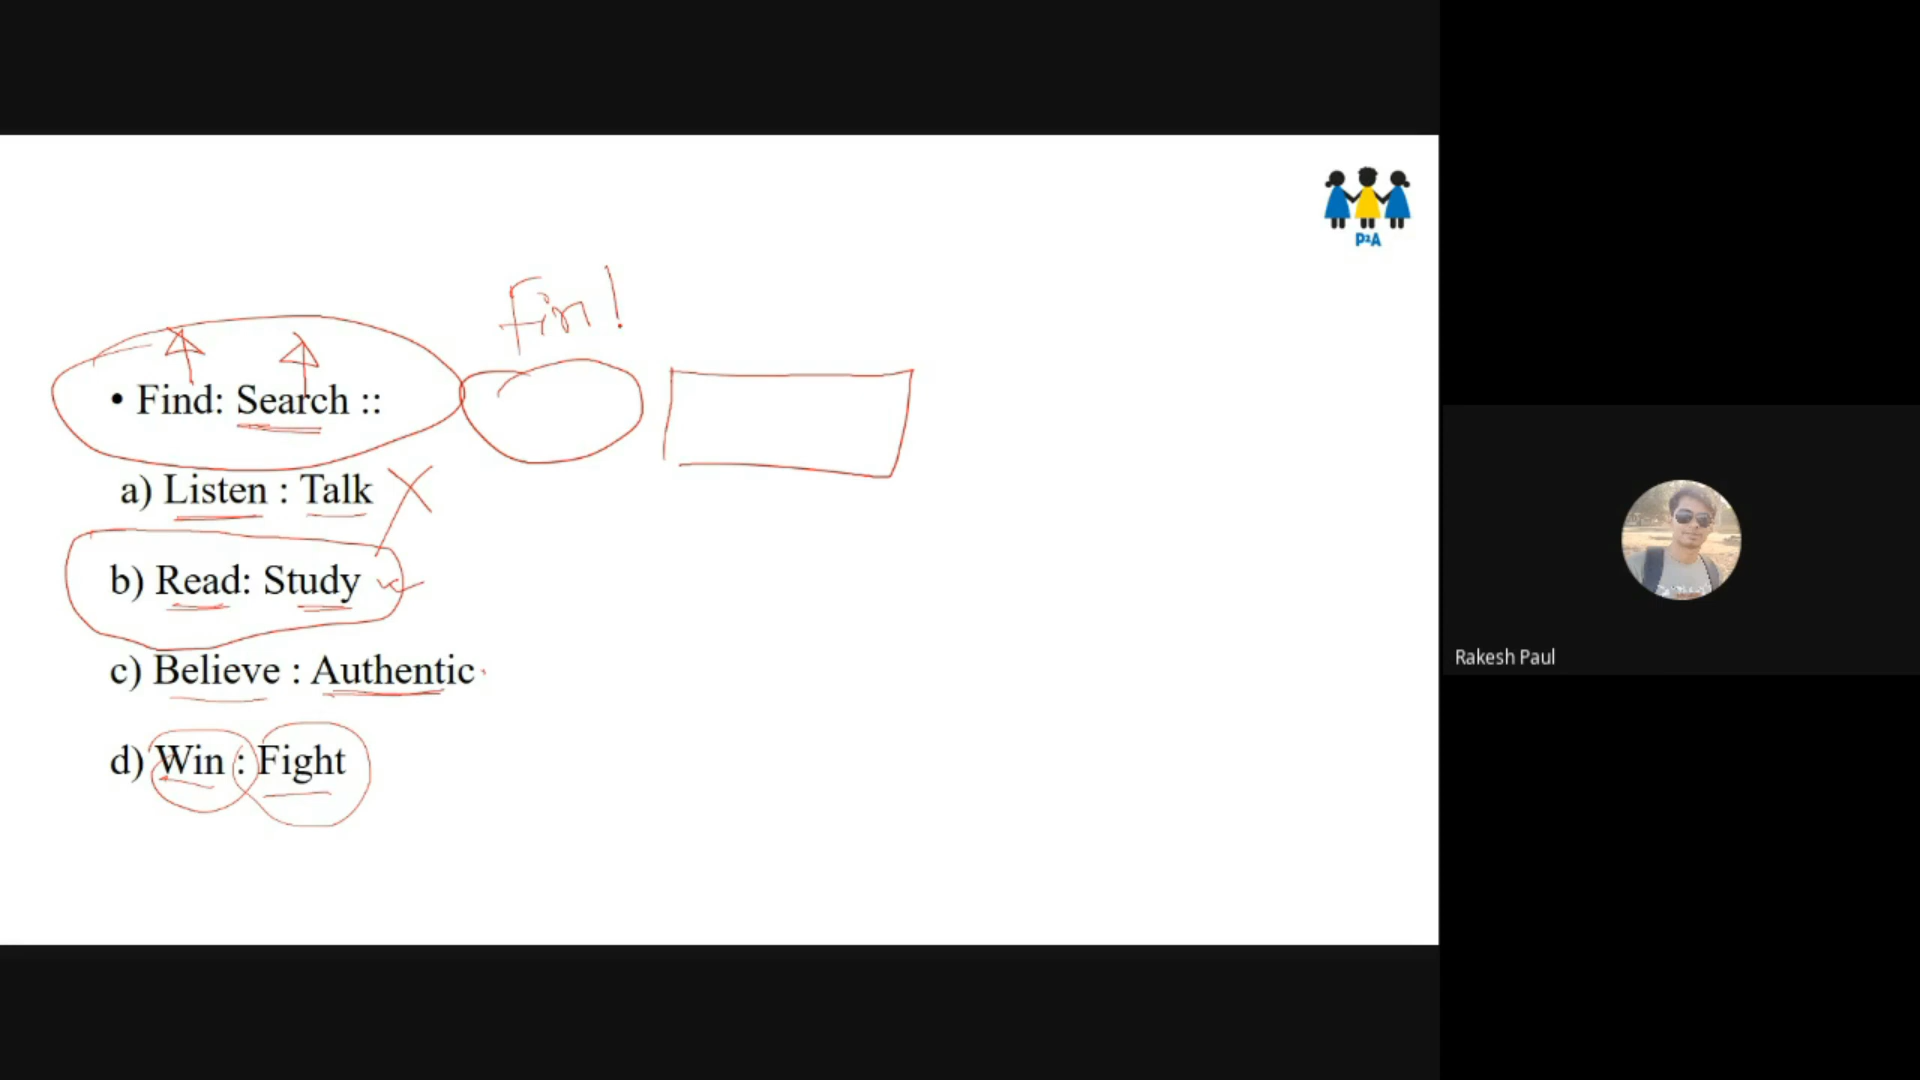 P²A
Fin!
• Find: Search ::
a) Listen : Talk
b) Read: Study
c) Believe : Authentic
d) Win : Fight
Rakesh Paul